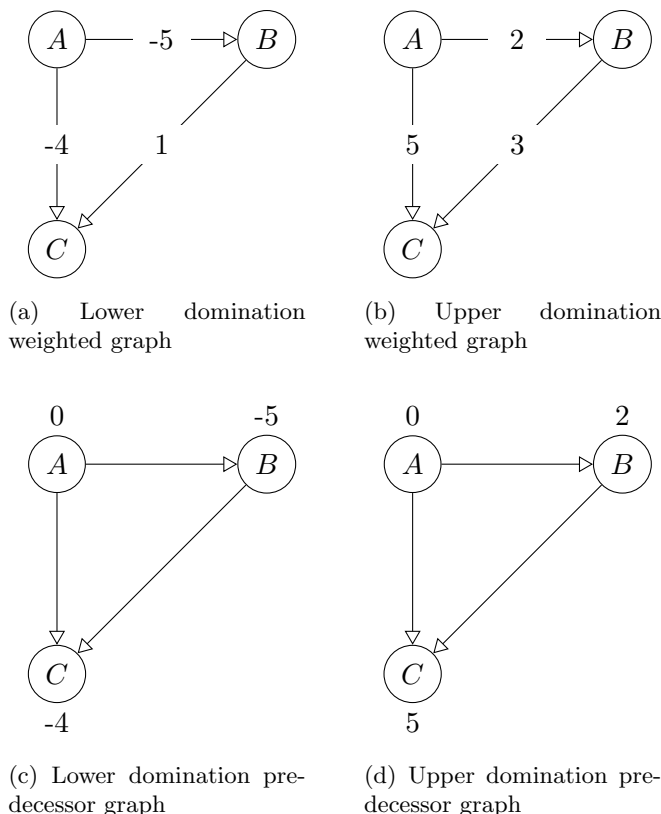 A -5 B
-4 1
C
A 2 B
5 3
C
(a) Lower domination
weighted graph
(b) Upper domination
weighted graph
0 -5
A B
C
-4
0 2
A B
C
5
(c) Lower domination pre-
decessor graph
(d) Upper domination pre-
decessor graph